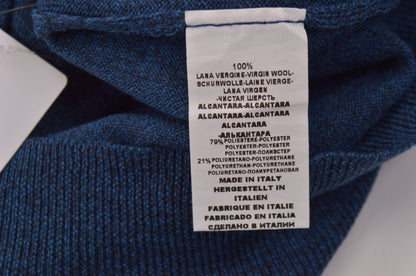 100%
LANA VERGINE-VIRGIN WOOL-
SCHURWOLLE-LAINE VIERGE-
LANA VIRGEN
-ЧИСТАЯ ШЕРСТЬ
ALCANTARA-ALCANTARA
ALCANTARA-ALCANTARA
ALCANTARA
-АЛЬКАНТАРА
79% POLIESTERE-POLYESTER
POLYESTER-POLYESTER
POLYESTER-ПОЛИЭСТЕР
21% POLIURETANO-POLYURETHANE
POLYURETHAN-POLYURETHANE
POLIURETANO-ПОЛИУРЕТАНОВАЯ
MADE IN ITALY
HERGESTELLT IN
ITALIEN
FABRIQUE EN ITALIE
FABRICADO EN ITALIA
СДЕЛАНО В ИТАЛИИ